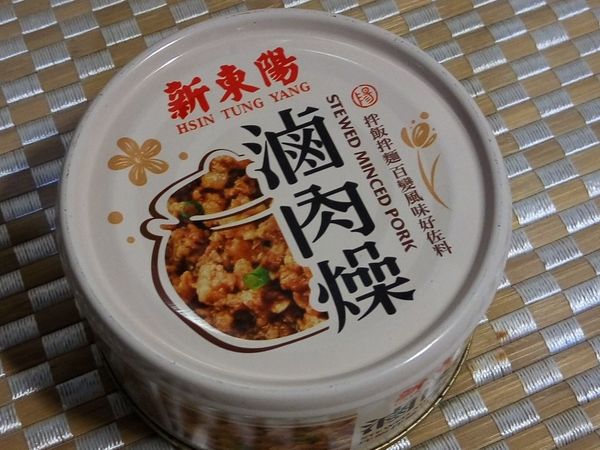 新東陽
HSIN TUNG YANG
滷肉燥
STEWED MINCED PORK
拌飯拌麵百變風味好佐料
陽